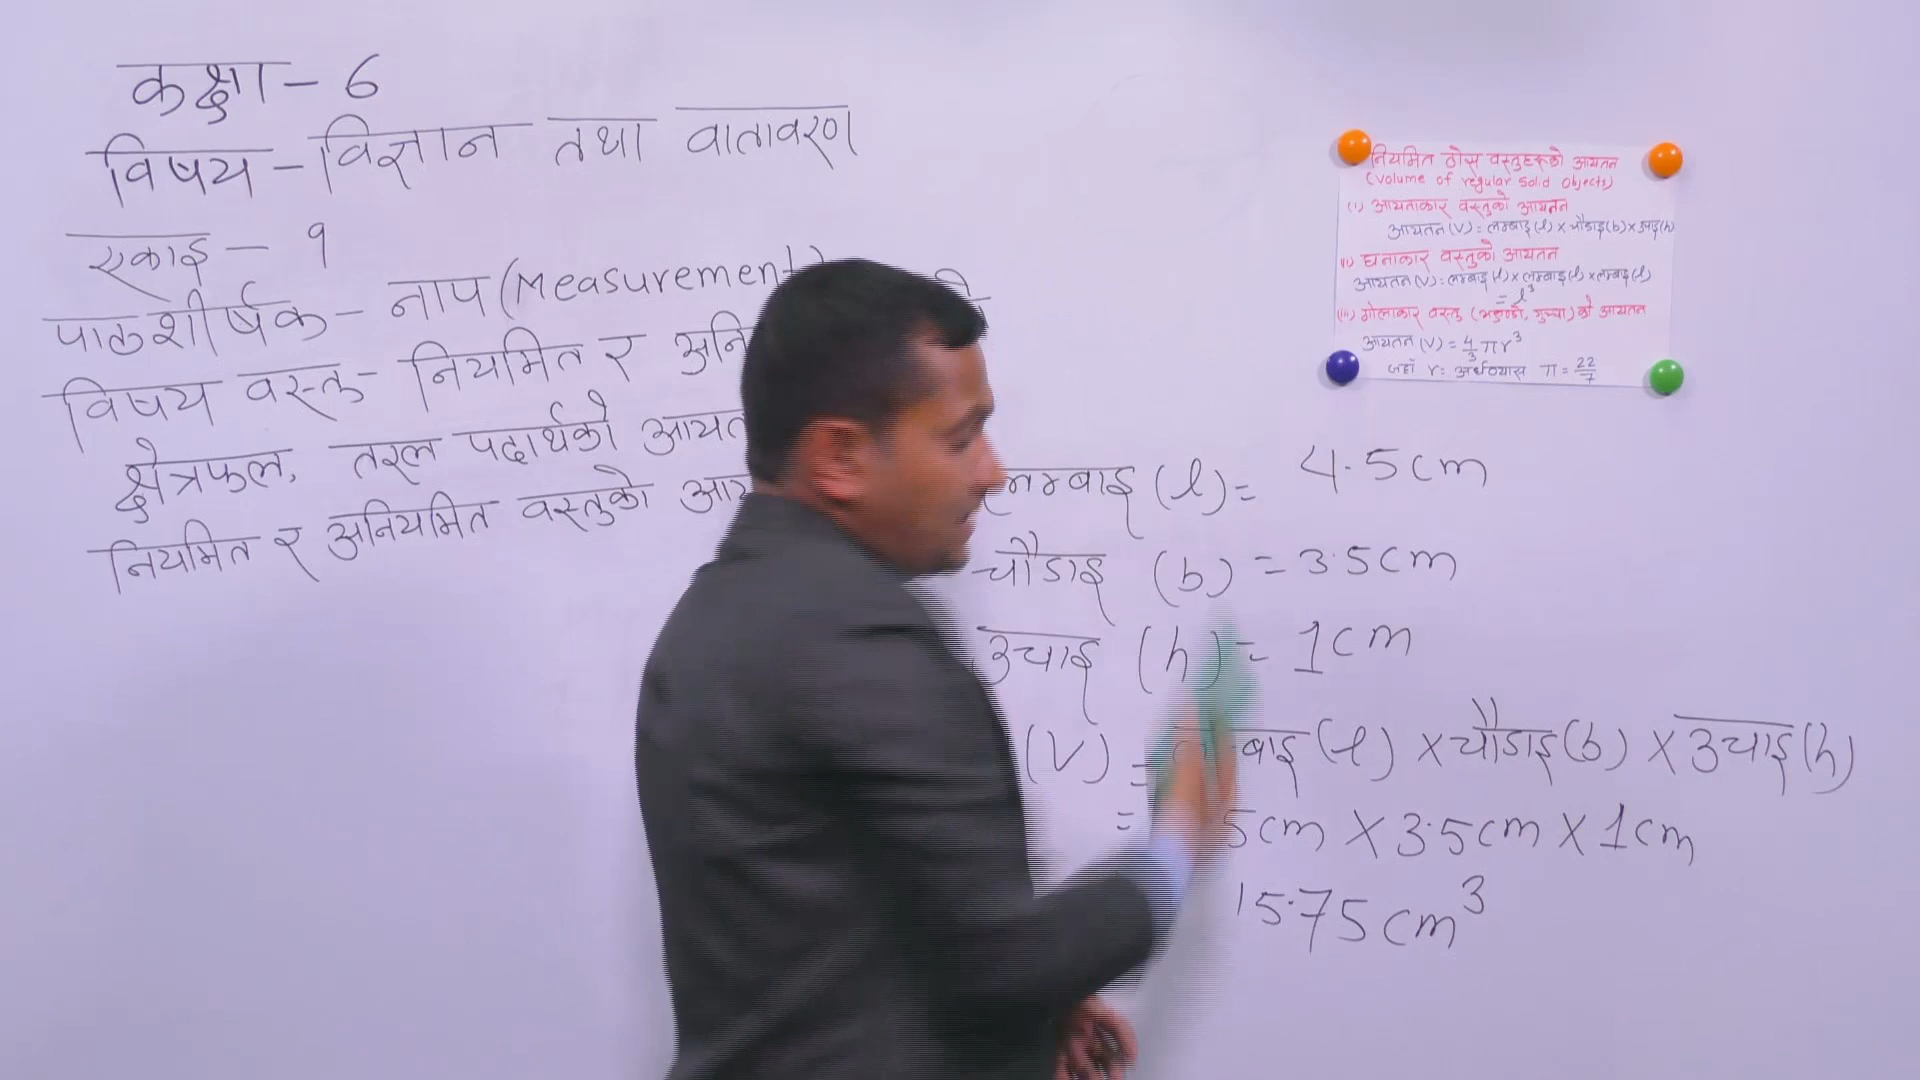 कक्षा - 6
विषय - विज्ञान तथा वातावरण
एकाइ - १
पाठशीर्षक - नाप (Measurement)
विषय वस्तु - नियमित र
क्षेत्रफल, तरल पदार्थको
नियमित र अनियमित वस्तुको
नियमित ठोस वस्तुहरूको आयतन
(Volume of regular solid objects)
(i) आयताकार वस्तुको आयतन
आयतन (V) = लम्बाइ (l) × चौडाइ (b) × उचाइ (h)
ii) घनाकार वस्तुको आयतन
आयतन (V) = लम्बाइ (l) × लम्बाइ (l) × लम्बाइ (l)
= l³
(iii) गोलाकार वस्तु (भकुण्डो, गुच्चा) को आयतन
आयतन (V) = 4/3 πr³
जहाँ r = अर्धव्यास π = 22/7
लम्बाइ (l) = 4.5cm
चौडाइ (b) = 3.5cm
उचाइ (h) = 1cm
(V) = लम्बाइ (l) × चौडाइ (b) × उचाइ (h)
= 5cm × 3.5cm × 1cm
15.75cm³